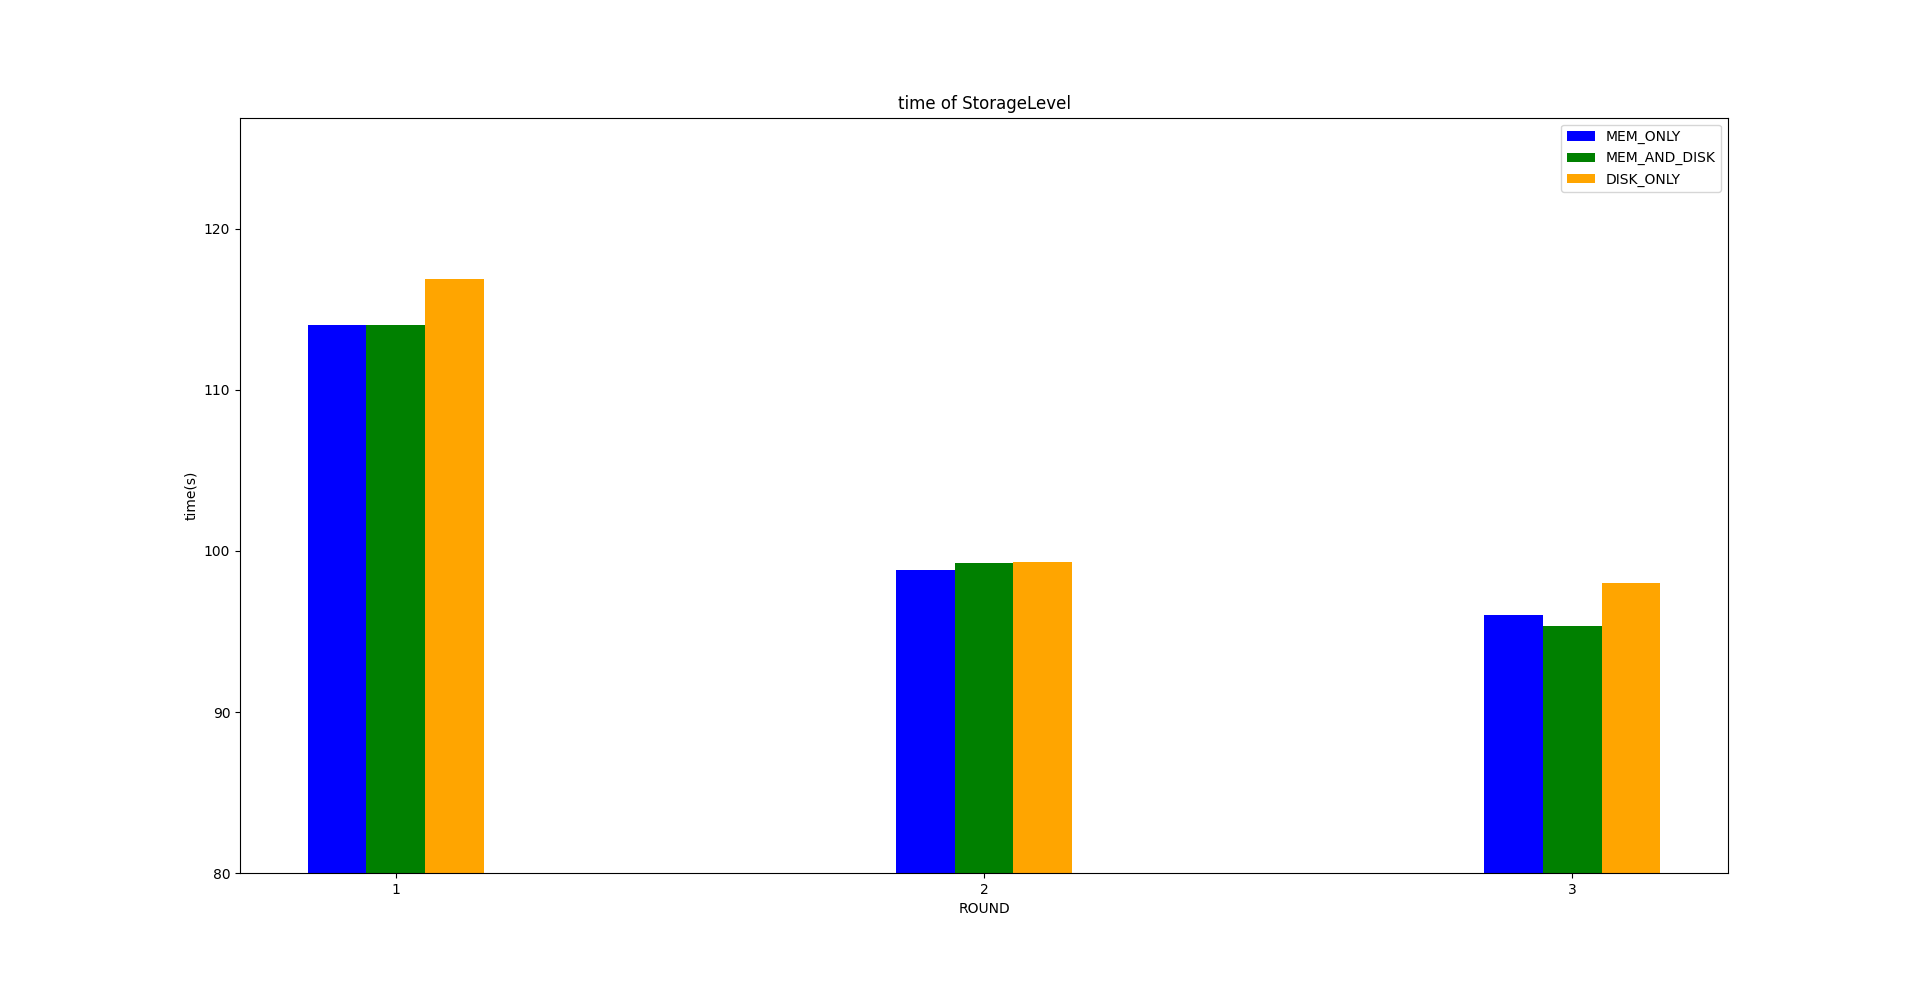 time of StorageLevel
MEM_ONLY
MEM_AND_DISK
DISK_ONLY
120
110
100
90
80
time(s)
1 2 3
ROUND